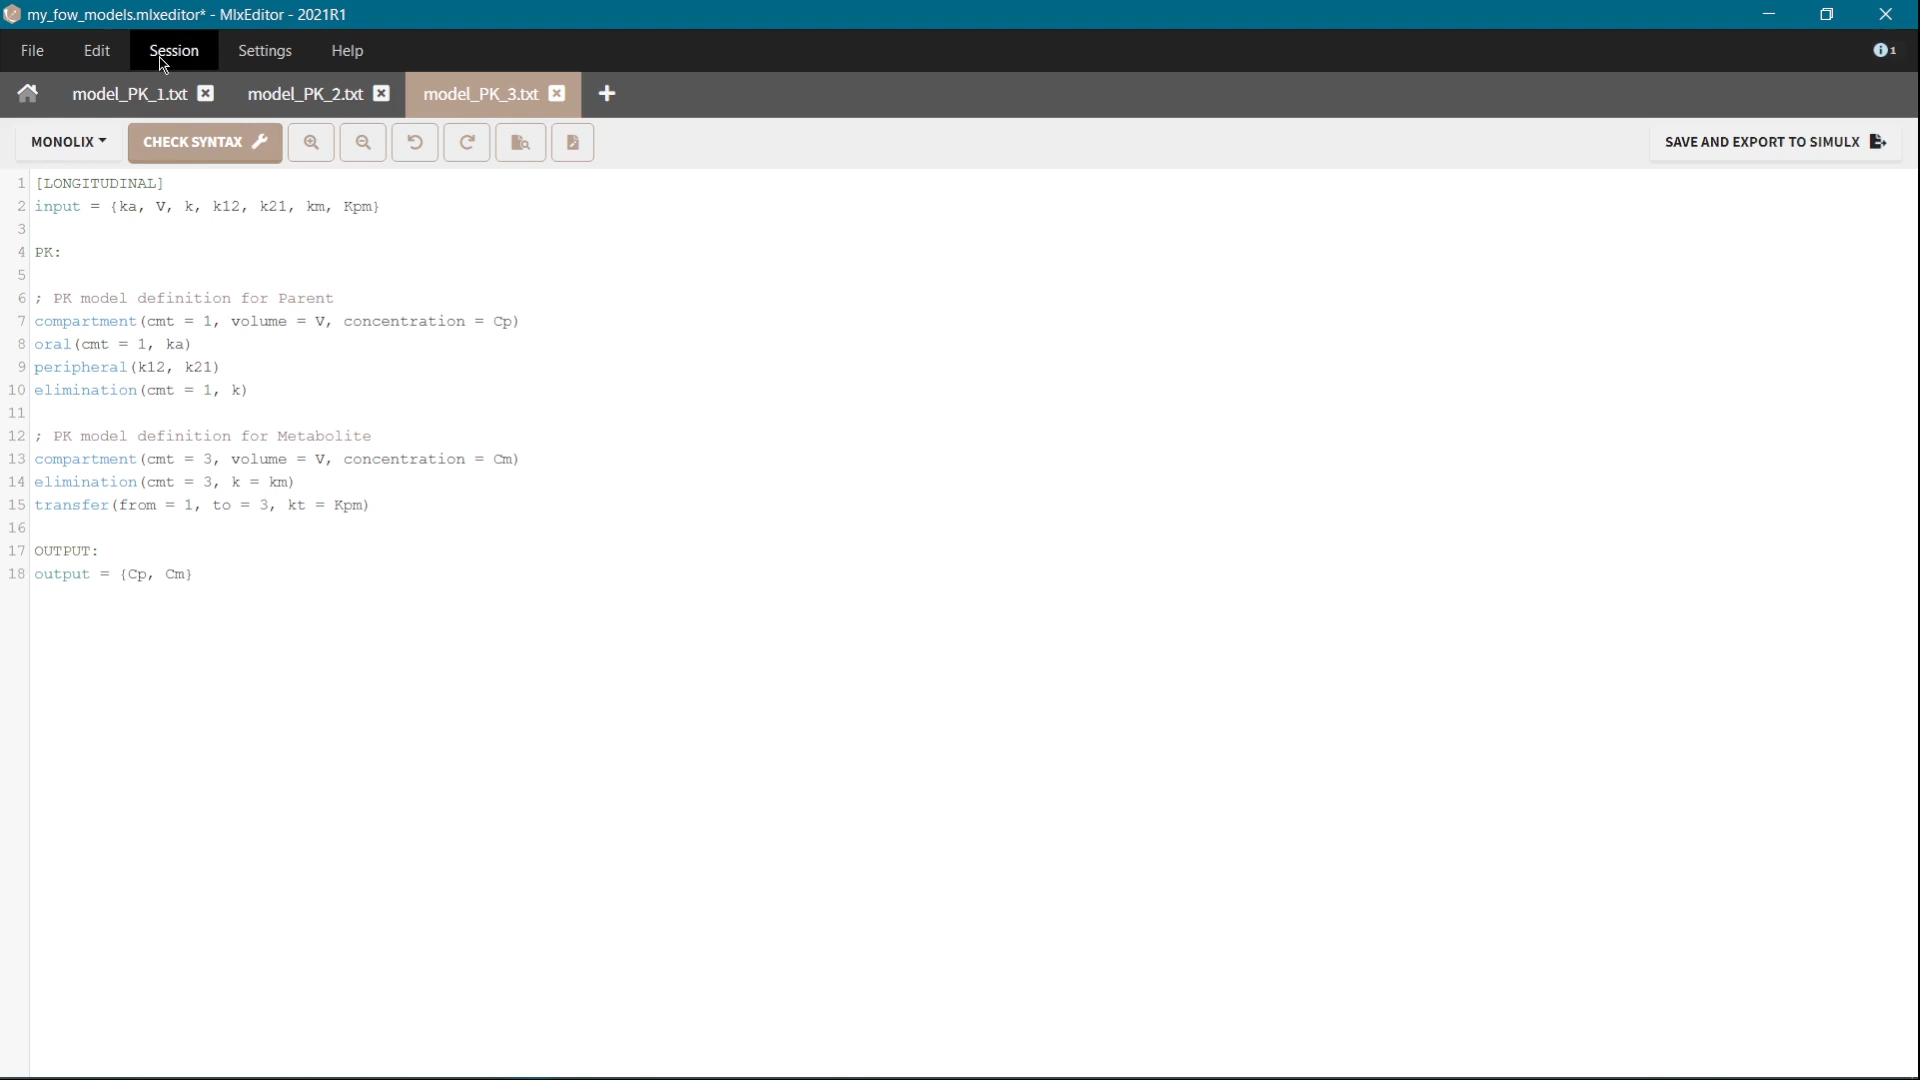 my_fow_models.mlxeditor* - MlxEditor - 2021R1
File Edit Session Settings Help 1
model_PK_1.txt model_PK_2.txt model_PK_3.txt
MONOLIX CHECK SYNTAX SAVE AND EXPORT TO SIMULX
1 [LONGITUDINAL]
2 input = {ka, V, k, k12, k21, km, Kpm}
3
4 PK:
5
6 ; PK model definition for Parent
7 compartment(cmt = 1, volume = V, concentration = Cp)
8 oral(cmt = 1, ka)
9 peripheral(k12, k21)
10 elimination(cmt = 1, k)
11
12 ; PK model definition for Metabolite
13 compartment(cmt = 3, volume = V, concentration = Cm)
14 elimination(cmt = 3, k = km)
15 transfer(from = 1, to = 3, kt = Kpm)
16
17 OUTPUT:
18 output = {Cp, Cm}